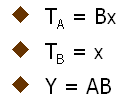 ◆ T_A = Bx
◆ T_B = x
◆ Y = AB